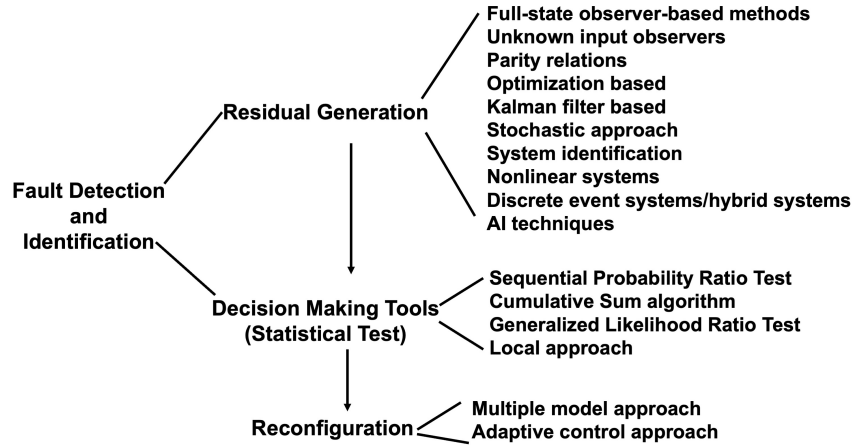 Full-state observer-based methods
Unknown input observers
Parity relations
Optimization based
Kalman filter based
Stochastic approach
System identification
Nonlinear systems
Discrete event systems/hybrid systems
AI techniques
Residual Generation
Fault Detection
and
Identification
Decision Making Tools
(Statistical Test)
Sequential Probability Ratio Test
Cumulative Sum algorithm
Generalized Likelihood Ratio Test
Local approach
Reconfiguration
Multiple model approach
Adaptive control approach